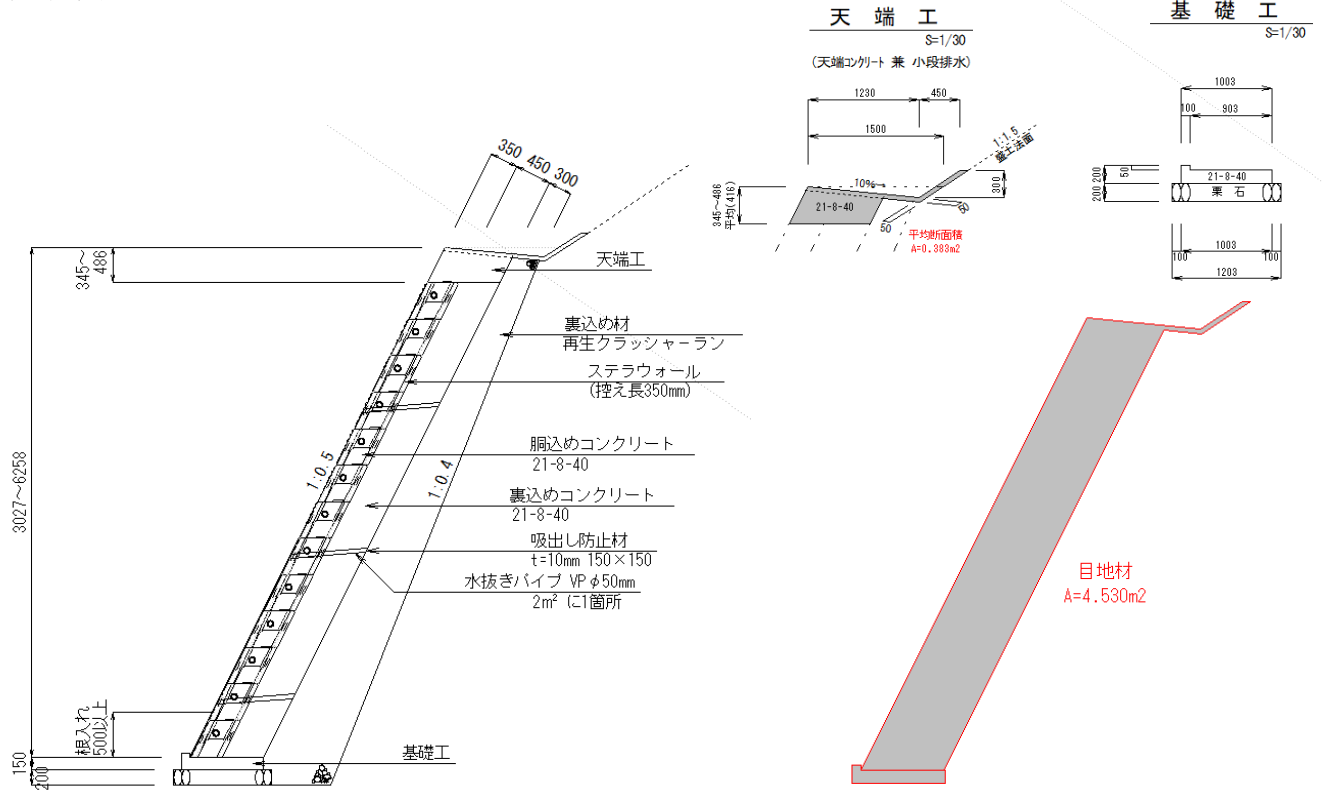 天端工
S=1/30
(天端コンクリート 兼 小段排水)
1230
450
1500
1:1.5
盛土法面
10%
300
345～486
平均(416)
21-8-40
50
50
平均断面積
A=0.383m2
基礎工
S=1/30
1003
100
903
200
50
200
21-8-40
栗石
1003
100
100
1203
350
450
300
345～
486
天端工
裏込め材
再生クラッシャーラン
ステラウォール
(控え長350mm)
胴込めコンクリート
21-8-40
1:0.5
1:0.4
裏込めコンクリート
21-8-40
3027～6258
吸出し防止材
t=10mm 150×150
水抜きパイプ VPφ50mm
2m² に1箇所
根入れ
500以上
基礎工
150
200
目地材
A=4.530m2